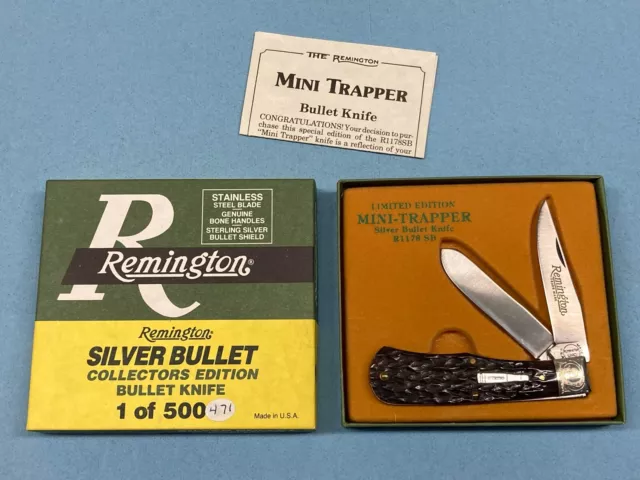 THE REMINGTON
MINI TRAPPER
Bullet Knife
CONGRATULATIONS! Your decision to pur-
chase this special edition of the R1178SB
"Mini Trapper" knife is a reflection of your
R
STAINLESS
STEEL BLADE
GENUINE
BONE HANDLES
STERLING SILVER
BULLET SHIELD
Remington®
Remington®
SILVER BULLET
COLLECTORS EDITION
BULLET KNIFE
1 of 500
471
Made in U.S.A.
LIMITED EDITION
MINI-TRAPPER
Silver Bullet Knife
R1178 SB
Remington